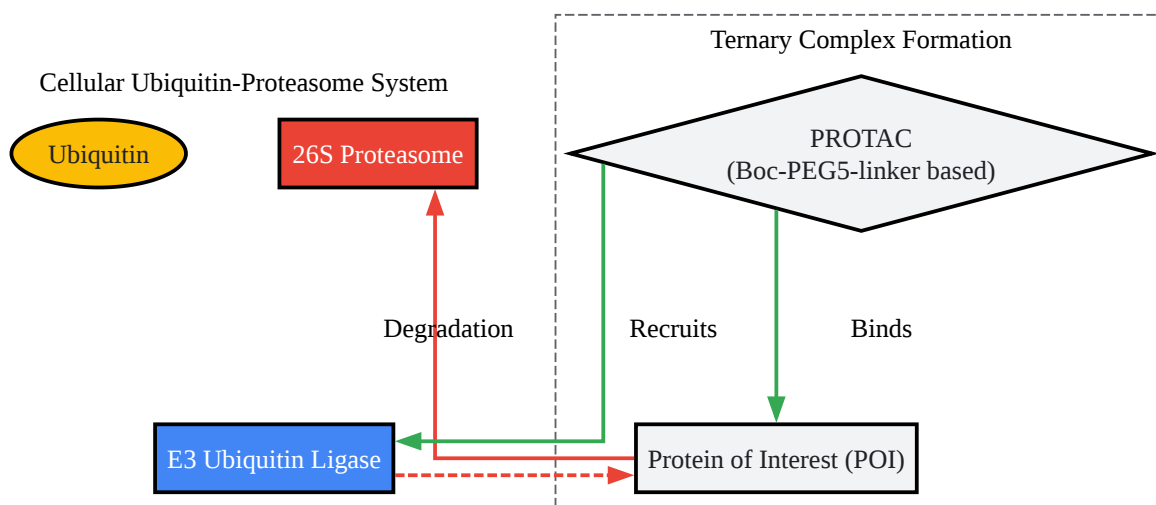 Ternary Complex Formation
Cellular Ubiquitin-Proteasome System
Ubiquitin
26S Proteasome
PROTAC
(Boc-PEG5-linker based)
Degradation
Recruits
Binds
E3 Ubiquitin Ligase
Protein of Interest (POI)